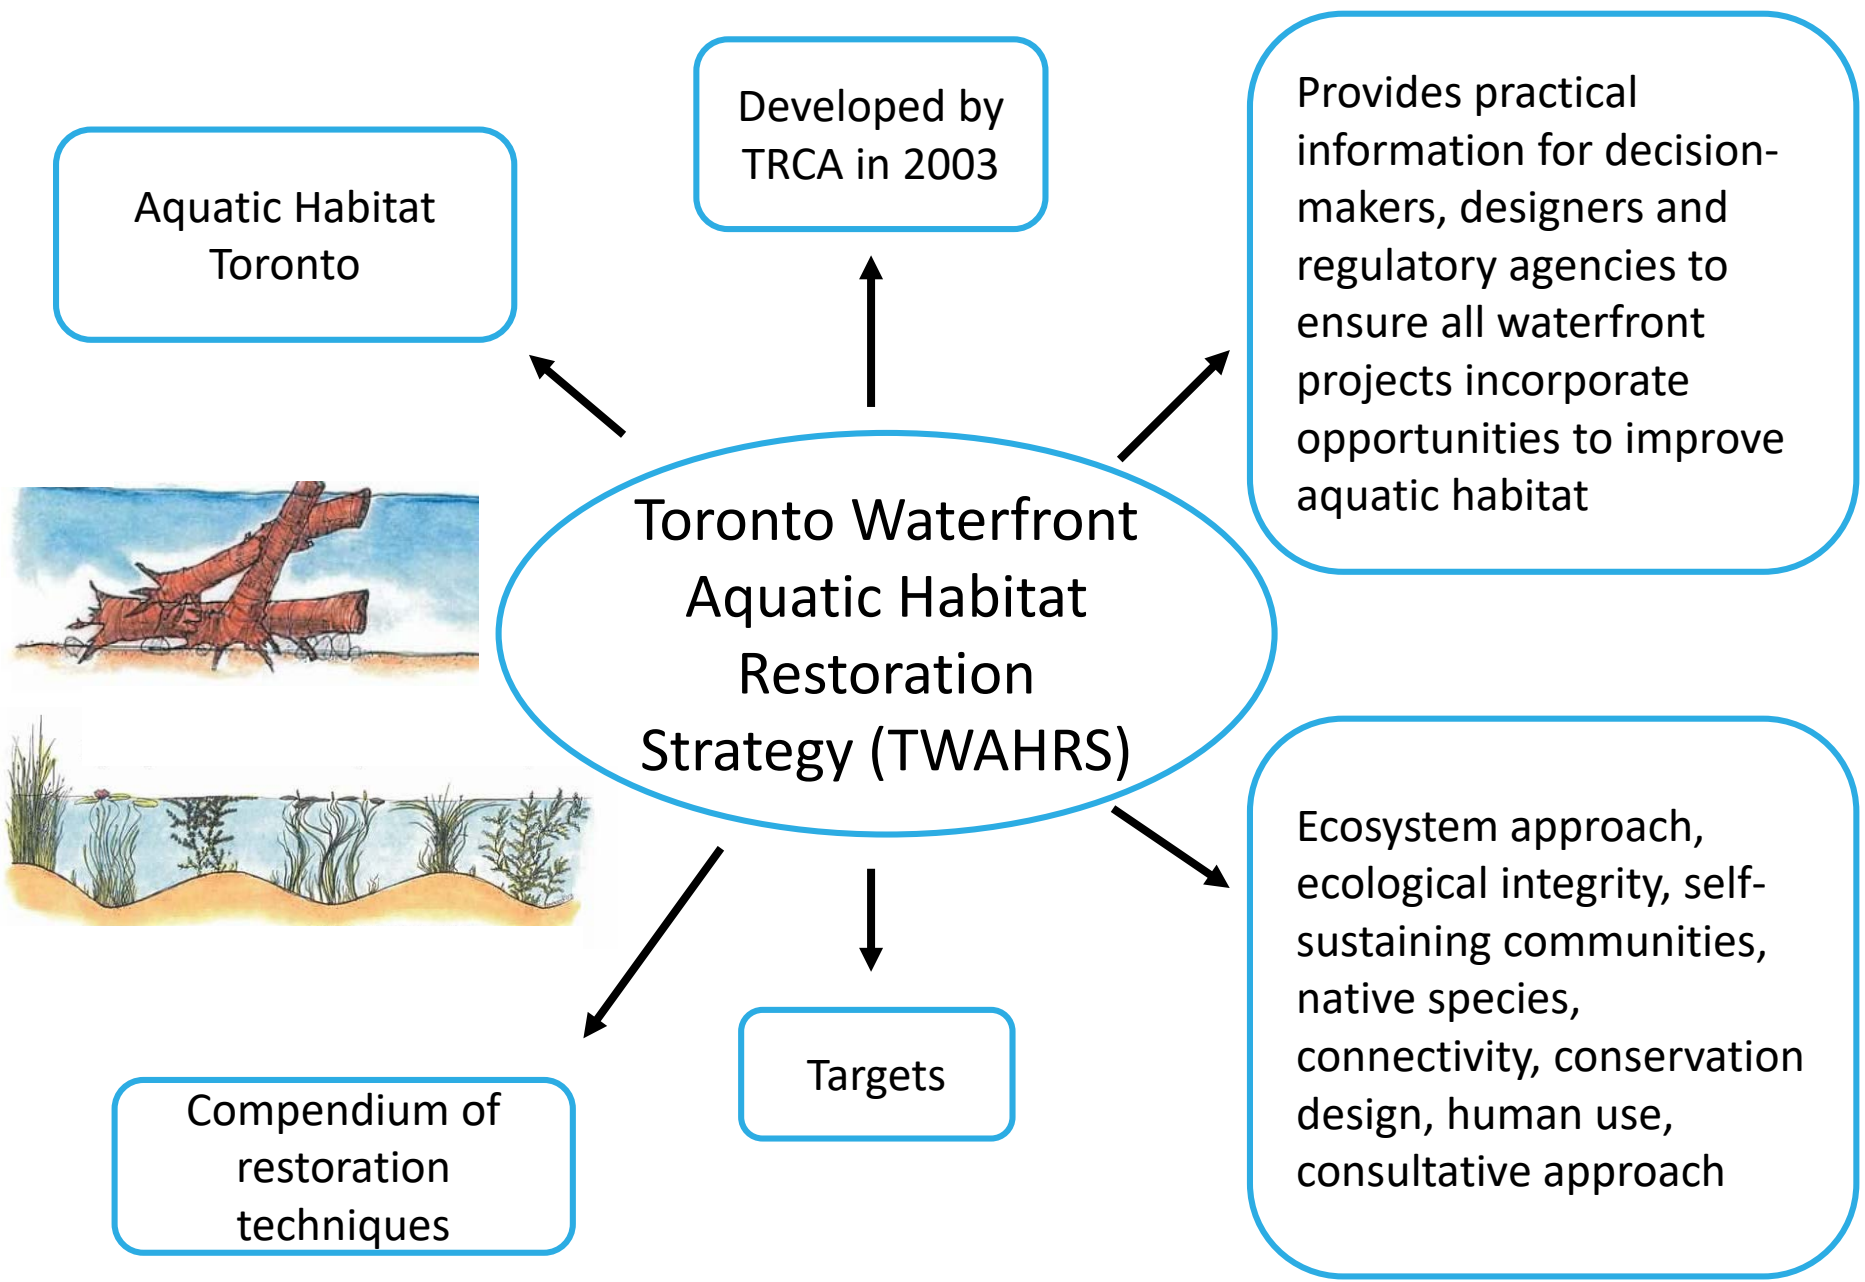 Developed by
TRCA in 2003
Aquatic Habitat
Toronto
Provides practical
information for decision-
makers, designers and
regulatory agencies to
ensure all waterfront
projects incorporate
opportunities to improve
aquatic habitat
Toronto Waterfront
Aquatic Habitat
Restoration
Strategy (TWAHRS)
Ecosystem approach,
ecological integrity, self-
sustaining communities,
native species,
connectivity, conservation
design, human use,
consultative approach
Targets
Compendium of
restoration
techniques